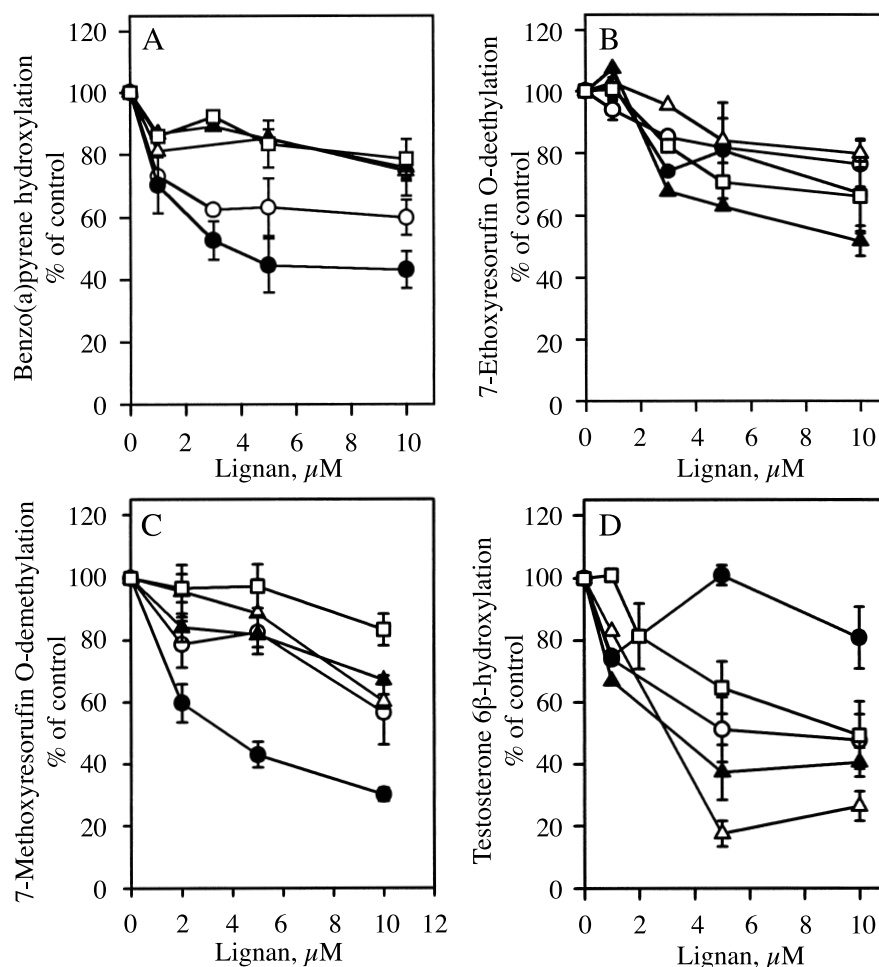 A
Benzo(a)pyrene hydroxylation
% of control
120
100
80
60
40
20
0
0 2 4 6 8 10
Lignan, µM
B
7-Ethoxyresorufin O-deethylation
% of control
120
100
80
60
40
20
0
0 2 4 6 8 10
Lignan, µM
C
7-Methoxyresorufin O-demethylation
% of control
120
100
80
60
40
20
0
0 2 4 6 8 10 12
Lignan, µM
D
Testosterone 6β-hydroxylation
% of control
120
100
80
60
40
20
0
0 2 4 6 8 10
Lignan, µM